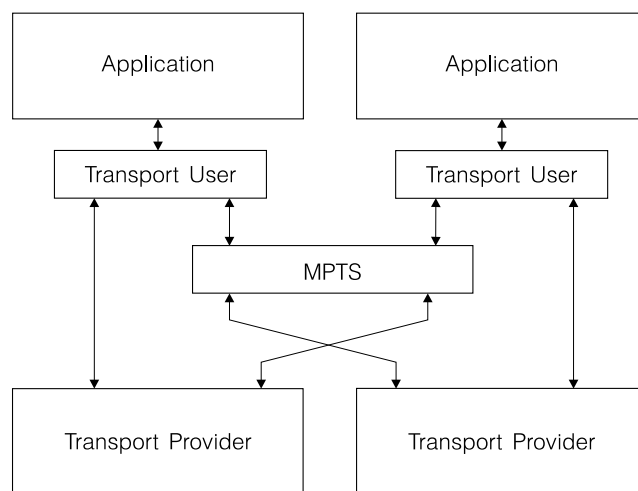 Application
Application
Transport User
Transport User
MPTS
Transport Provider
Transport Provider